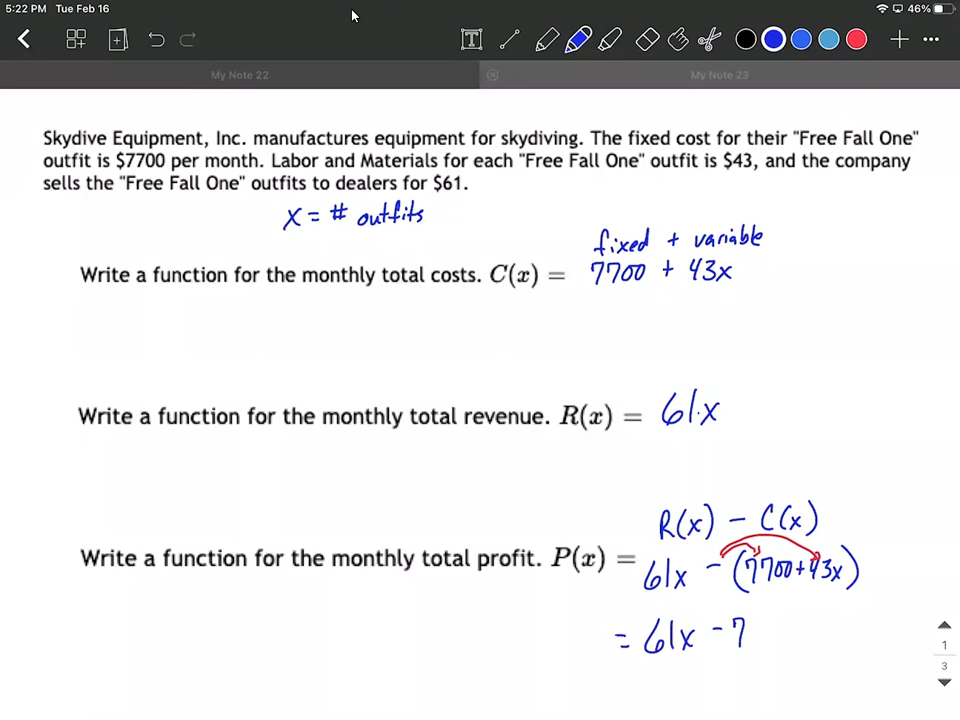 5:22 PM Tue Feb 16 46%
My Note 22 My Note 23
Skydive Equipment, Inc. manufactures equipment for skydiving. The fixed cost for their "Free Fall One"
outfit is $7700 per month. Labor and Materials for each "Free Fall One" outfit is $43, and the company
sells the "Free Fall One" outfits to dealers for $61.
x = # outfits
fixed + variable
Write a function for the monthly total costs. C(x) = 7700 + 43x
Write a function for the monthly total revenue. R(x) = 61·x
R(x) - C(x)
Write a function for the monthly total profit. P(x) = 61x - (7700+43x)
= 61x - 7
1
3